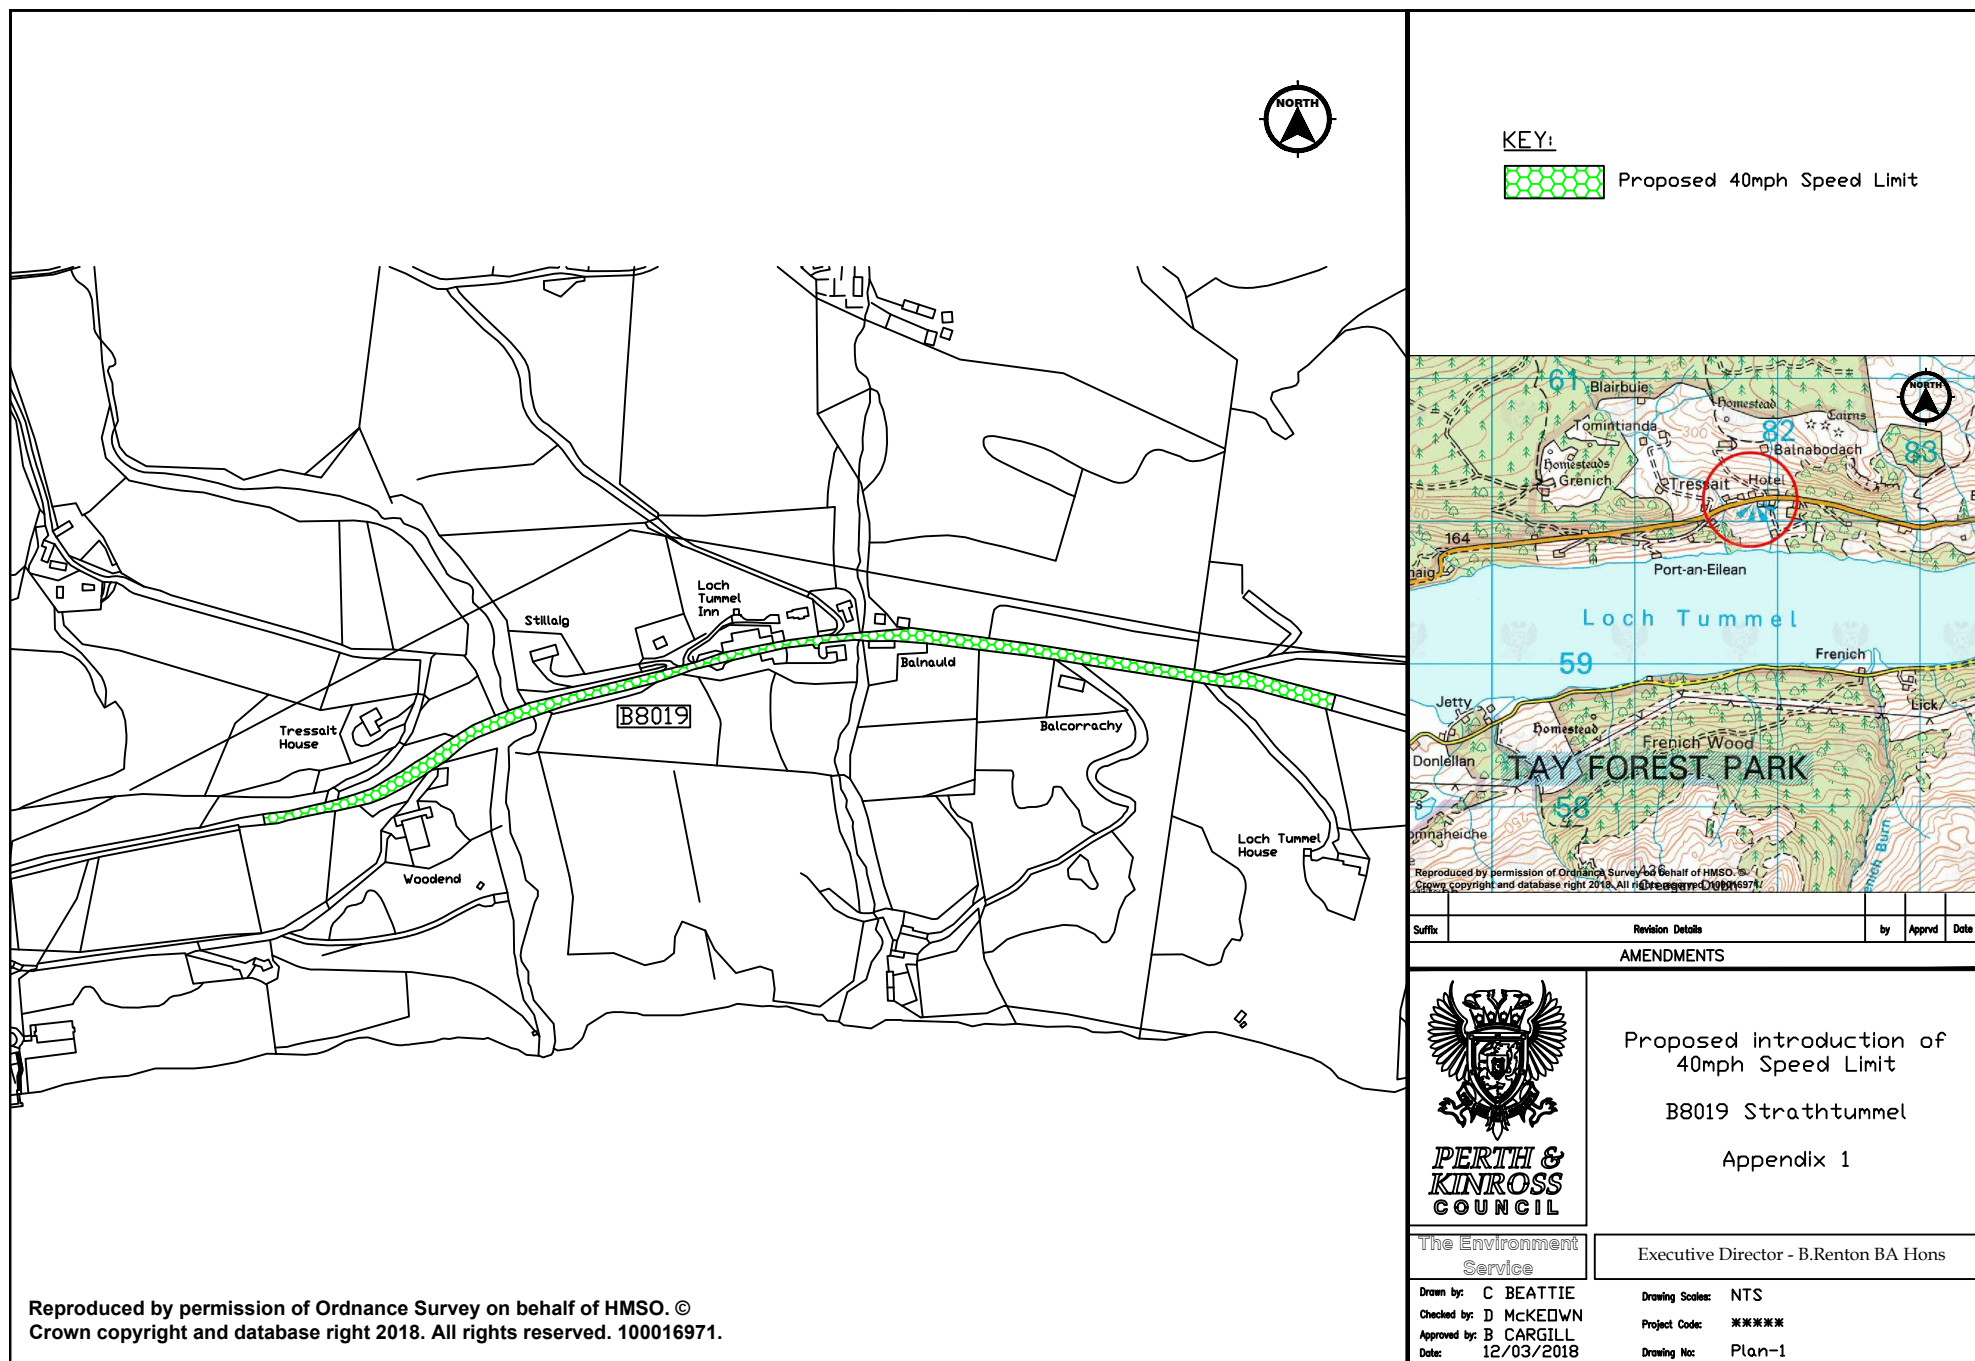 NORTH
Loch
Tummel
Inn
Stillaig
Balnauld
B8019
Tressait
House
Balcorrachy
Woodend
Loch Tummel
House
Reproduced by permission of Ordnance Survey on behalf of HMSO. ©
Crown copyright and database right 2018. All rights reserved. 100016971.
KEY:
Proposed 40mph Speed Limit
61
Blairbuie
NORTH
Homestead
Cairns
Tomintianda
300
82
Balnabodach
83
Homesteads
Grenich
Tressait
Hotel
164
Port-an-Eilean
Loch Tummel
59
Frenich
Jetty
Lick
Homestead
Frenich Wood
Donlellan
TAY FOREST PARK
58
250
Reproduced by permission of Ordnance Survey on behalf of HMSO. ©
Crown copyright and database right 2018. All rights reserved. 100016971.
Suffix Revision Details by Apprvd Date
AMENDMENTS
PERTH &
KINROSS
COUNCIL
Proposed introduction of
40mph Speed Limit
B8019 Strathtummel
Appendix 1
The Environment
Service
Executive Director - B.Renton BA Hons
Drawn by: C BEATTIE
Checked by: D McKEOWN
Approved by: B CARGILL
Date: 12/03/2018
Drawing Scales: NTS
Project Code: *****
Drawing No: Plan-1